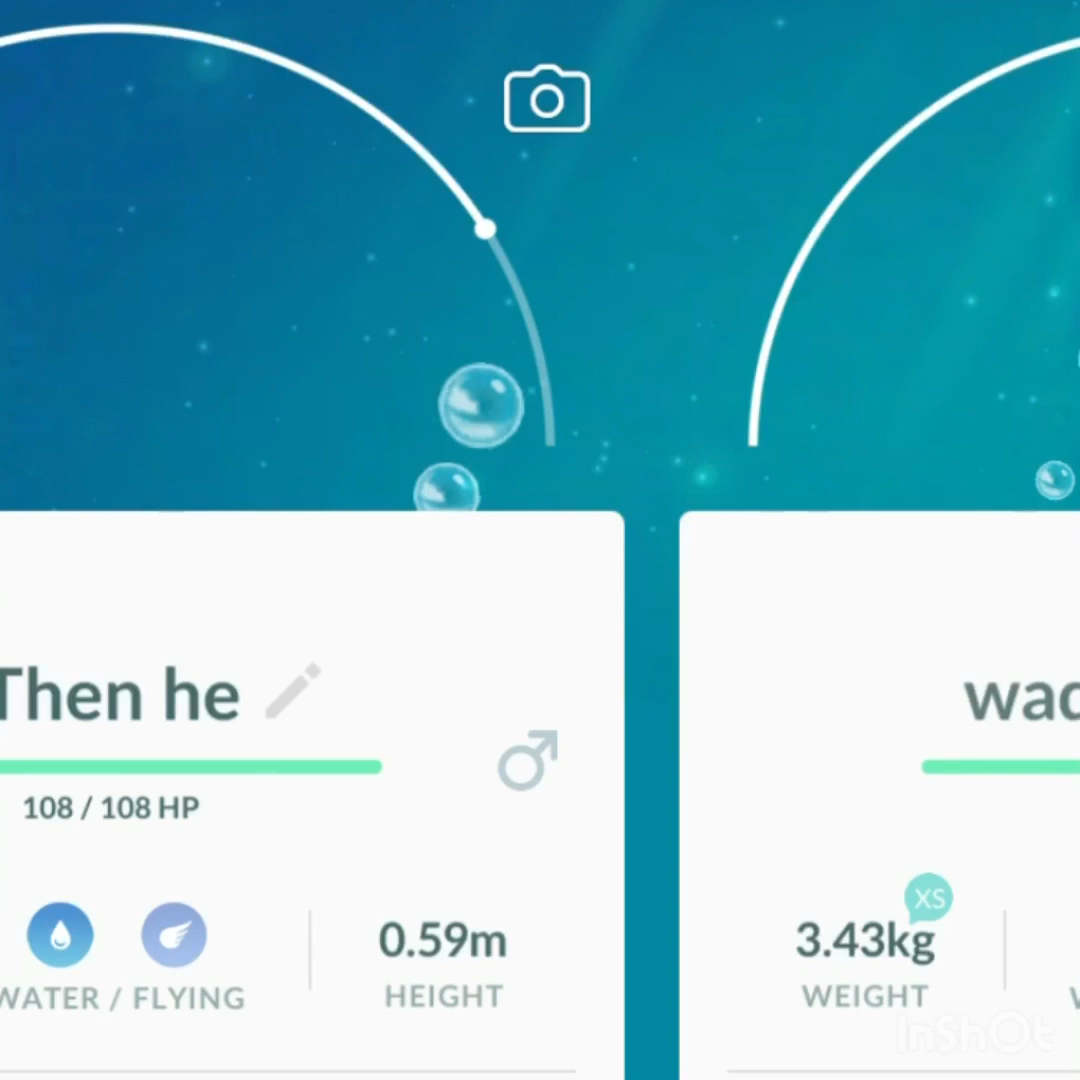 Then he
108 / 108 HP
WATER / FLYING
0.59m
HEIGHT
wad
XS
3.43kg
WEIGHT
InShOt